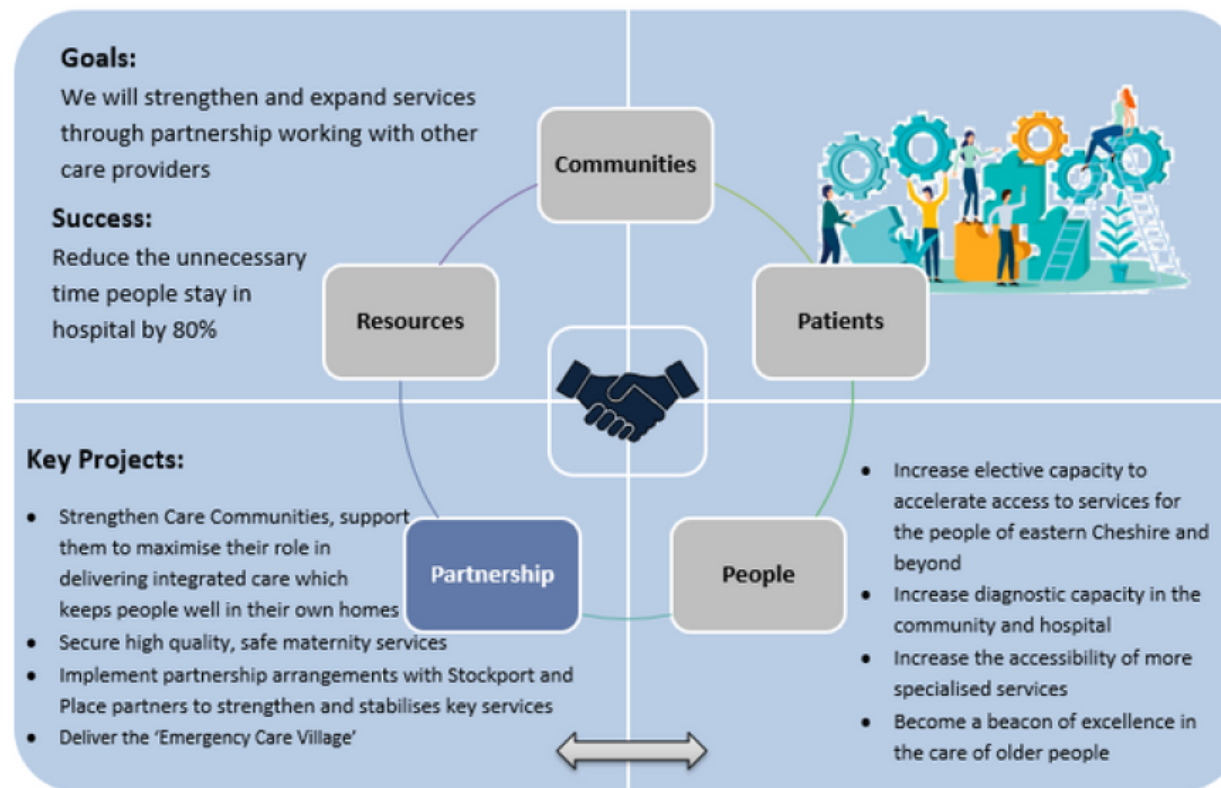 Goals:
We will strengthen and expand services
through partnership working with other
care providers
Success:
Reduce the unnecessary
time people stay in
hospital by 80%
Communities
Resources
Patients
Partnership
People
Key Projects:
• Strengthen Care Communities, support
them to maximise their role in
delivering integrated care which
keeps people well in their own homes
• Secure high quality, safe maternity services
• Implement partnership arrangements with Stockport and
Place partners to strengthen and stabilises key services
• Deliver the ‘Emergency Care Village’
• Increase elective capacity to
accelerate access to services for
the people of eastern Cheshire and
beyond
• Increase diagnostic capacity in the
community and hospital
• Increase the accessibility of more
specialised services
• Become a beacon of excellence in
the care of older people